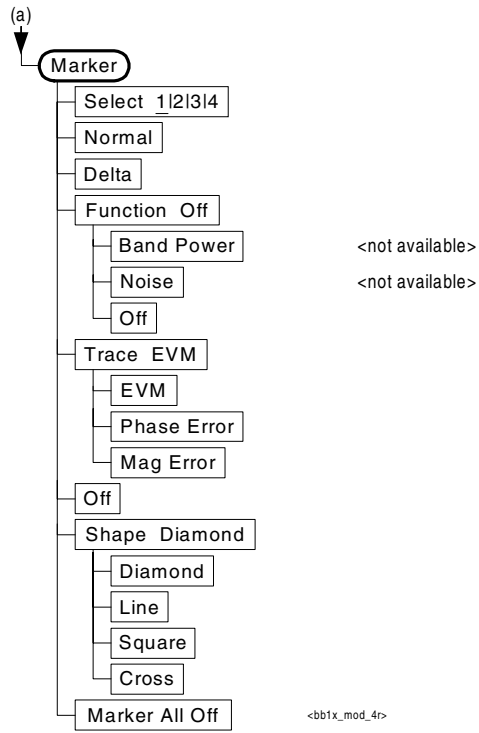 (a)
Marker
Select 1|2|3|4
Normal
Delta
Function Off
Band Power <not available>
Noise <not available>
Off
Trace EVM
EVM
Phase Error
Mag Error
Off
Shape Diamond
Diamond
Line
Square
Cross
Marker All Off <bb1x_mod_4r>